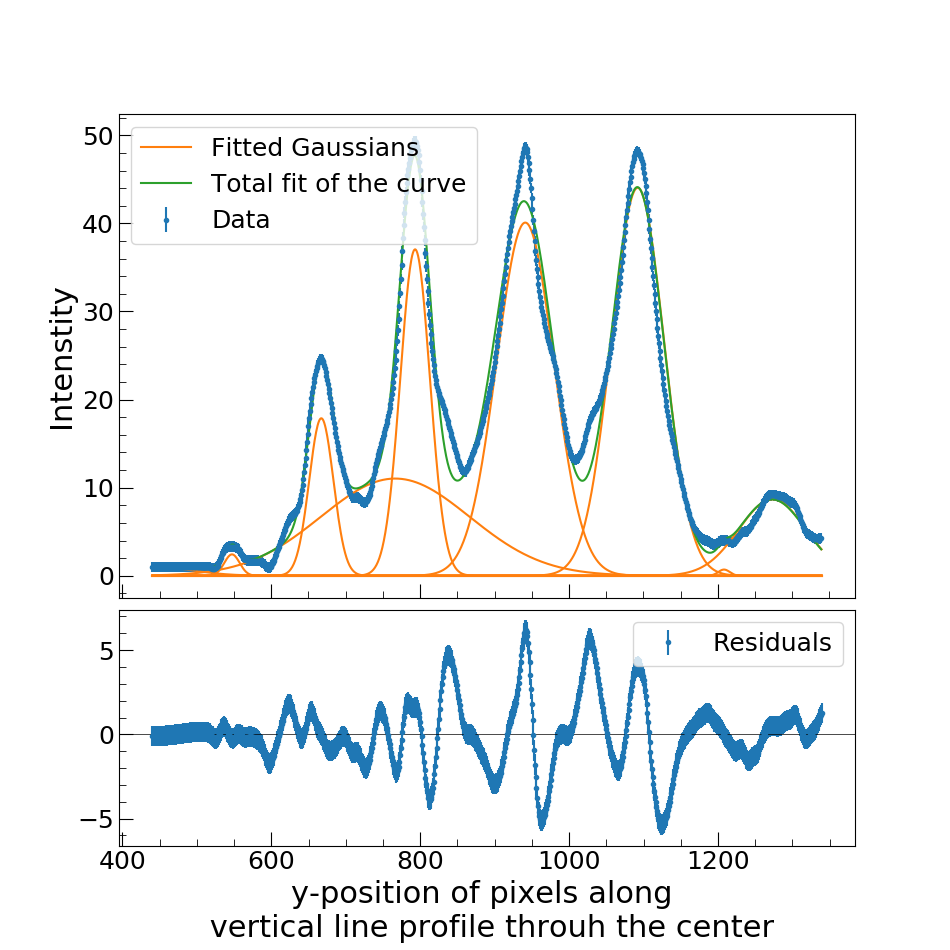 50
40
30
20
10
0
Intenstity
Fitted Gaussians
Total fit of the curve
Data
5
0
−5
Residuals
400 600 800 1000 1200
y-position of pixels along
vertical line profile throuh the center